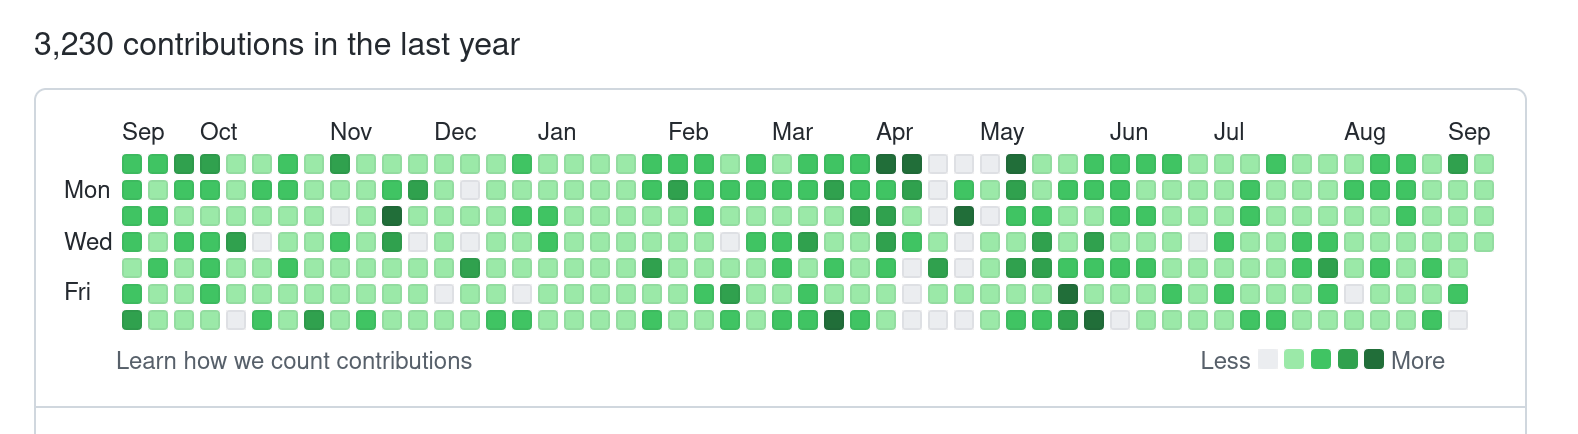 3,230 contributions in the last year
Sep Oct Nov Dec Jan Feb Mar Apr May Jun Jul Aug Sep
Mon
Wed
Fri
Learn how we count contributions Less More